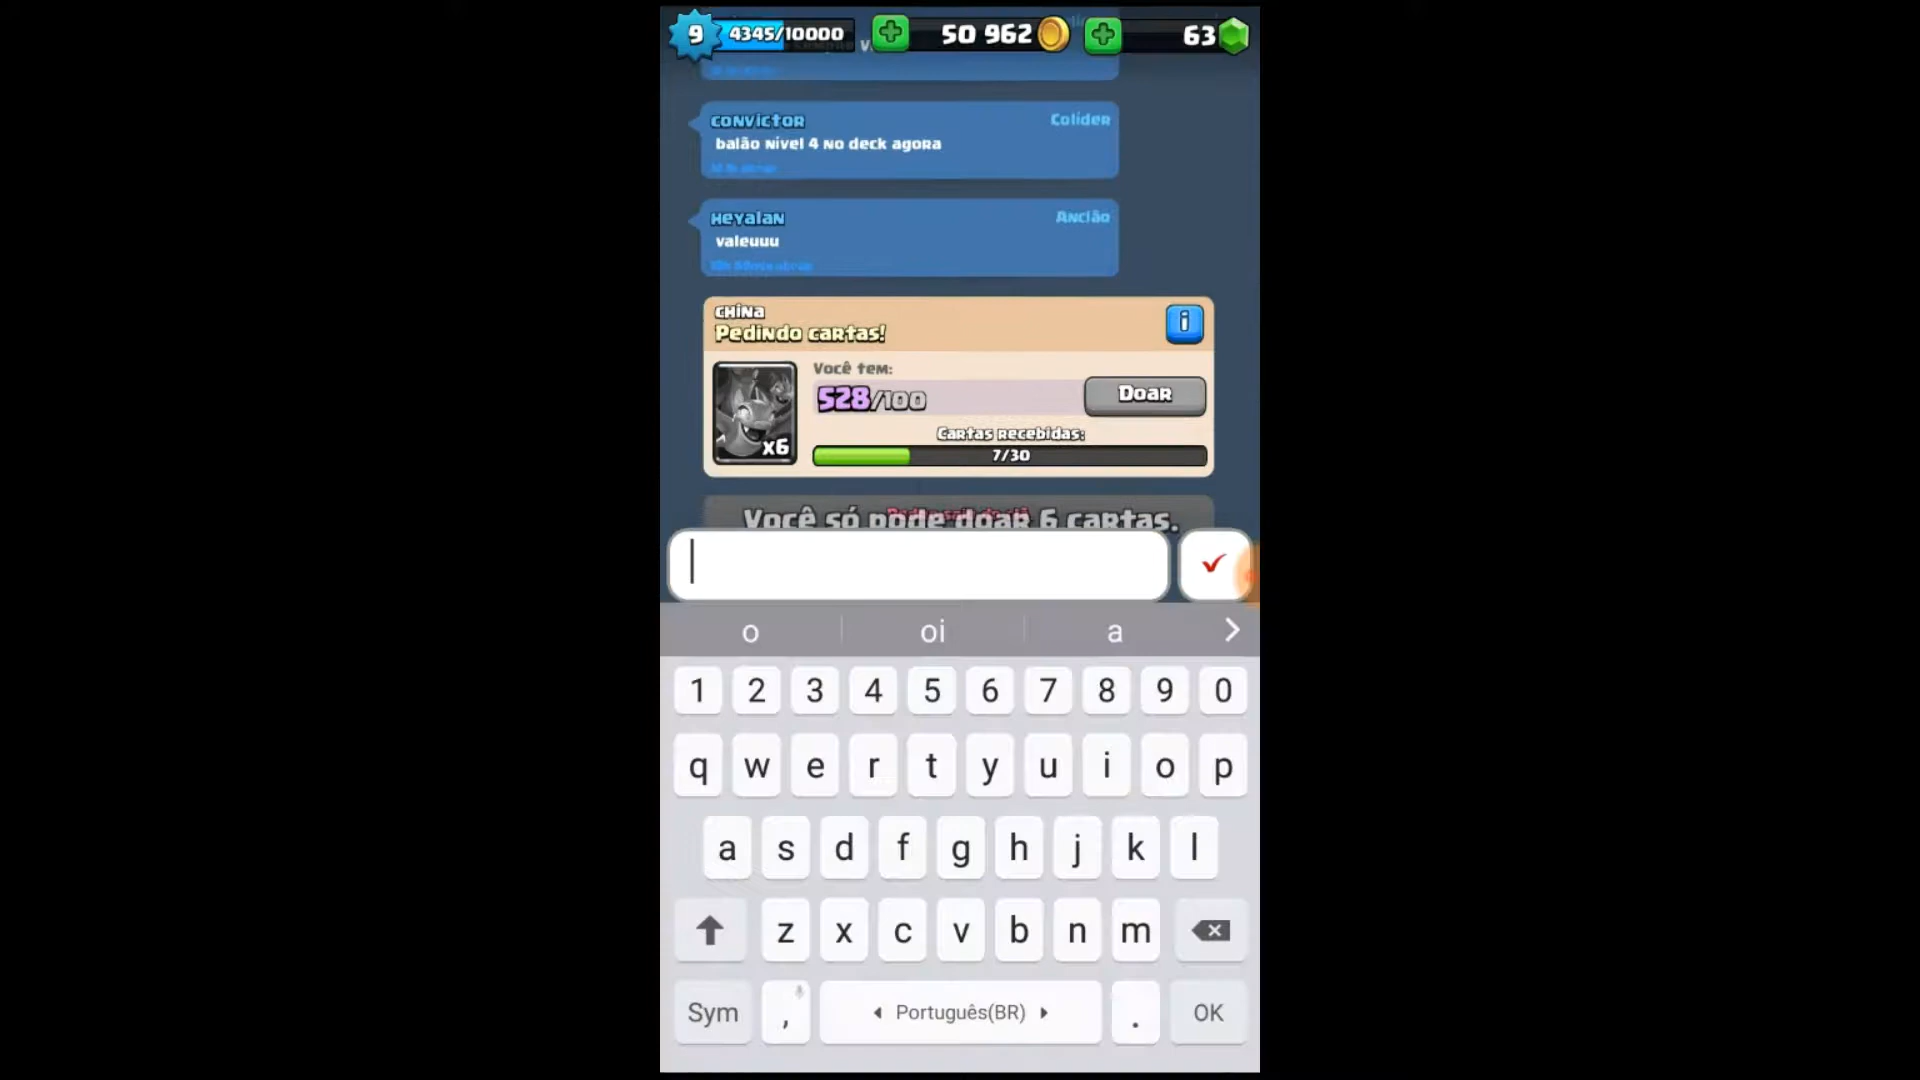 9 4345/10000 50 962 63
convictor Colíder
balão nível 4 no deck agora
Heyalan Ancião
valeuuu
China
Pedindo cartas!
Você tem:
528/100 Doar
x6
Cartas recebidas:
7/30
Você só pode doar 6 cartas.
o oi a
1 2 3 4 5 6 7 8 9 0
q w e r t y u i o p
a s d f g h j k l
z x c v b n m
Sym , Português(BR) . OK